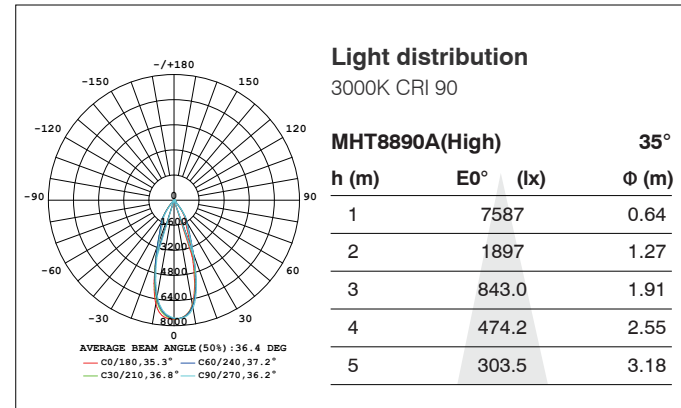 -/+180
-150 150
-120 120
-90 90
-60 60
-30 30
0
0
1600
3200
4800
6400
8000
AVERAGE BEAM ANGLE(50%):36.4 DEG
C0/180,35.3° C60/240,37.2°
C30/210,36.8° C90/270,36.2°
Light distribution
3000K CRI 90
MHT8890A(High) 35°
h (m) E0° (lx) Φ (m)
1 7587 0.64
2 1897 1.27
3 843.0 1.91
4 474.2 2.55
5 303.5 3.18